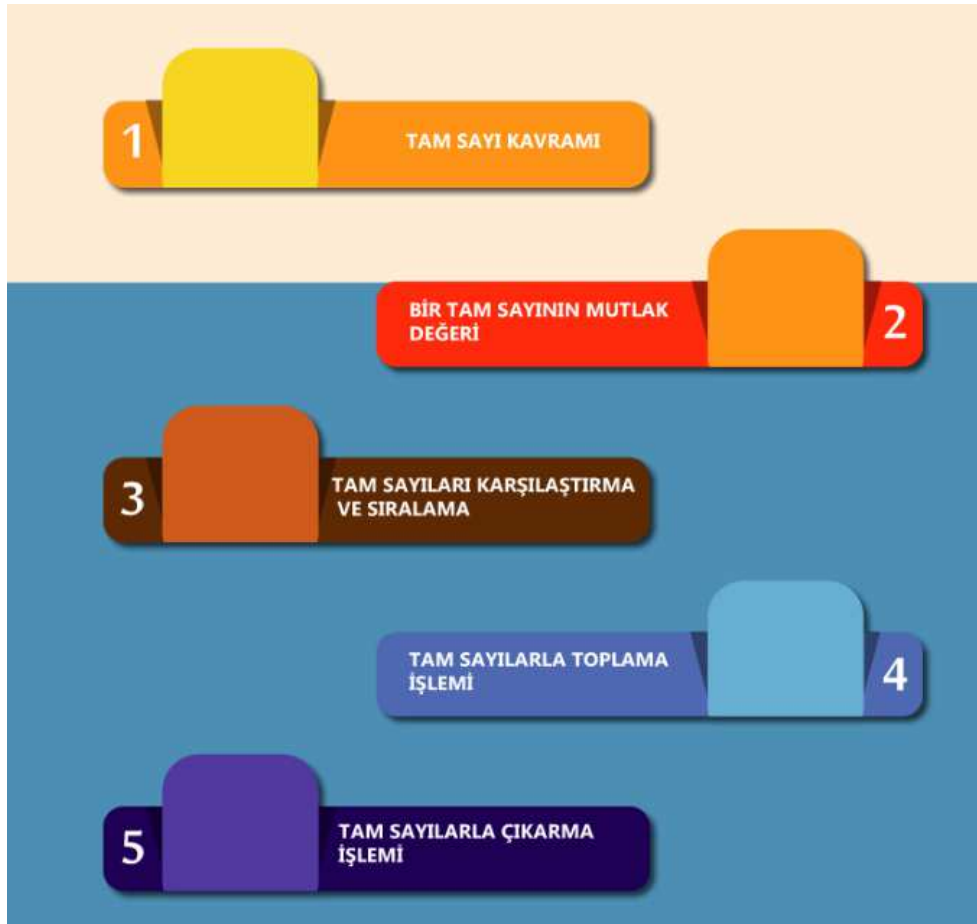 1
TAM SAYI KAVRAMI
BİR TAM SAYININ MUTLAK
DEĞERİ
2
3
TAM SAYILARI KARŞILAŞTIRMA
VE SIRALAMA
TAM SAYILARLA TOPLAMA
İŞLEMİ
4
5
TAM SAYILARLA ÇIKARMA
İŞLEMİ